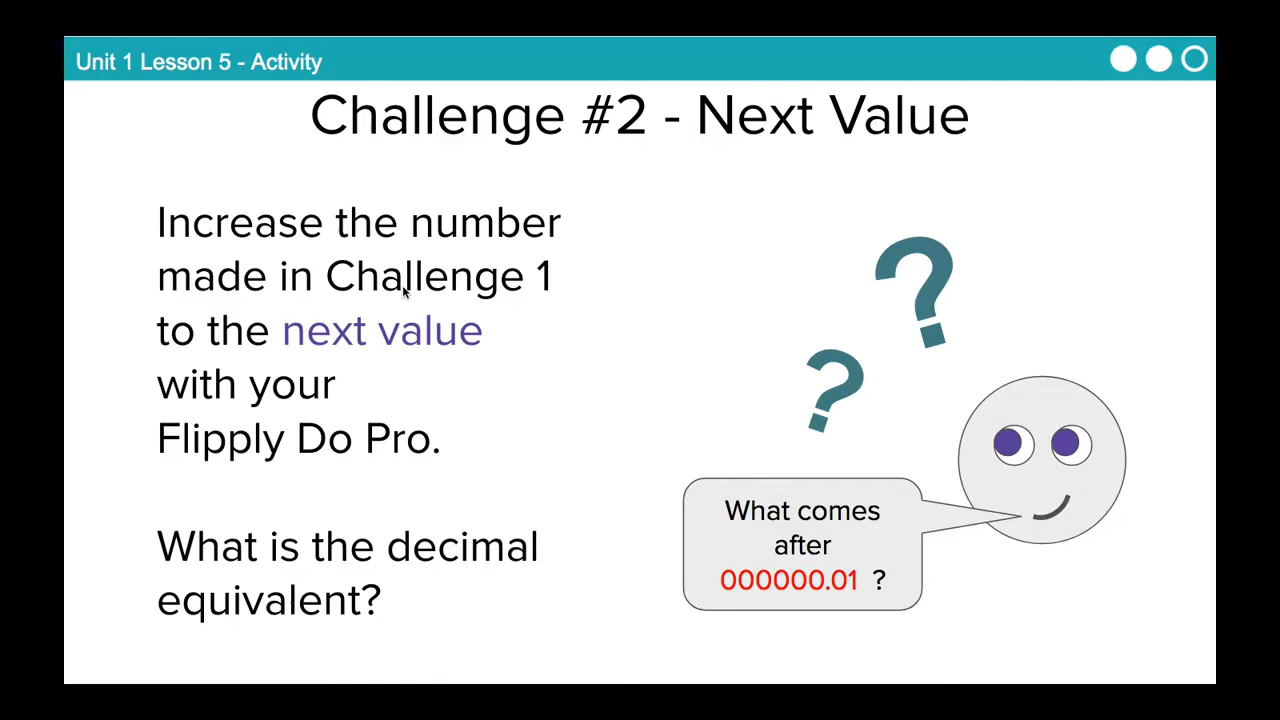 Unit 1 Lesson 5 - Activity
Challenge #2 - Next Value
Increase the number
made in Challenge 1
to the next value
with your
Flipply Do Pro.
What is the decimal
equivalent?
? 
?
What comes
after
000000.01 ?